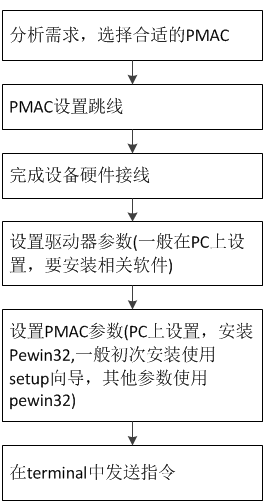 分析需求，选择合适的PMAC
PMAC设置跳线
完成设备硬件接线
设置驱动器参数(一般在PC上设
置，要安装相关软件)
设置PMAC参数(PC上设置，安装
Pewin32,一般初次安装使用
setup向导，其他参数使用
pewin32)
在terminal中发送指令